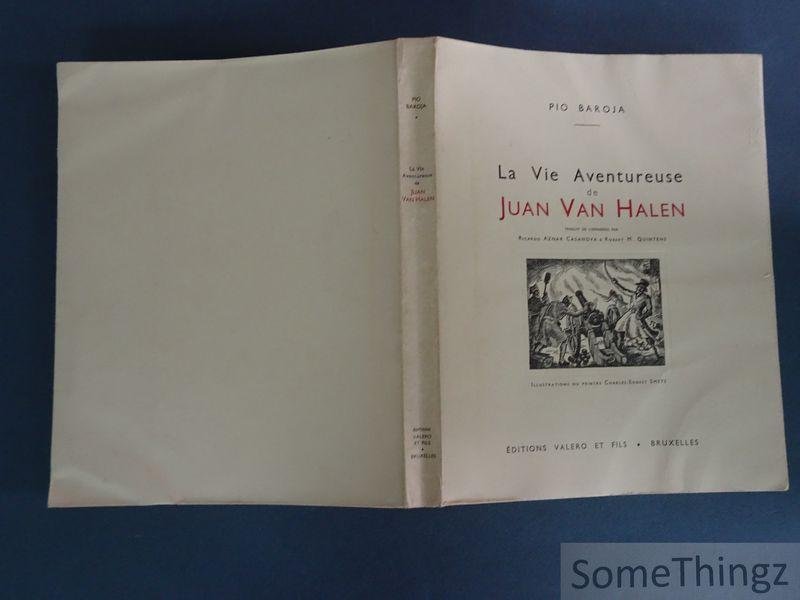 PIO
BAROJA
La Vie
Aventureuse
de
JUAN
VAN HALEN
ÉDITIONS
VALERO
ET FILS
BRUXELLES
PIO BAROJA
La Vie Aventureuse
de
JUAN VAN HALEN
TRADUIT DE L'ESPAGNOL PAR
RICARDO AZNAR CASANOVA & ROBERT M. QUINTENS
ILLUSTRATIONS DU PEINTRE CHARLES-ERNEST SMETS
ÉDITIONS VALERO ET FILS • BRUXELLES
SomeThingz